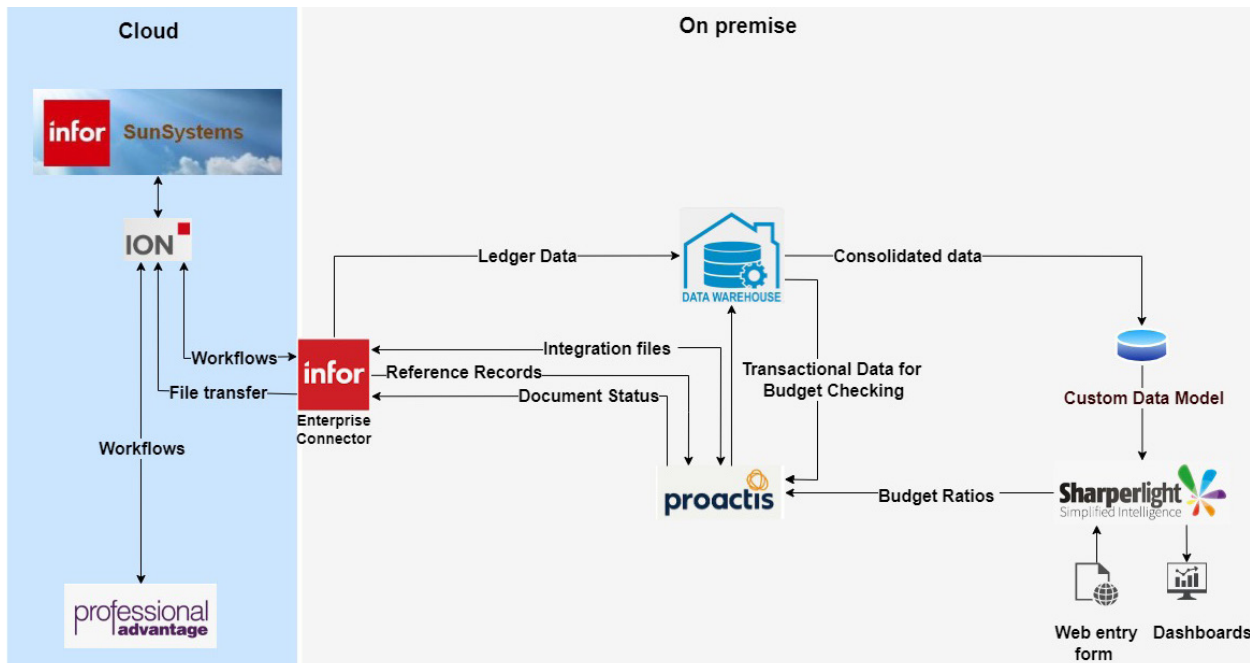 Cloud
On premise
infor
SunSystems
ION
Ledger Data
DATA WAREHOUSE
Consolidated data
Workflows
File transfer
infor
Enterprise
Connector
Integration files
Reference Records
Document Status
Transactional Data for
Budget Checking
Custom Data Model
Workflows
proactis
Budget Ratios
Sharperlight
Simplified Intelligence
professional
advantage
Web entry
form
Dashboards